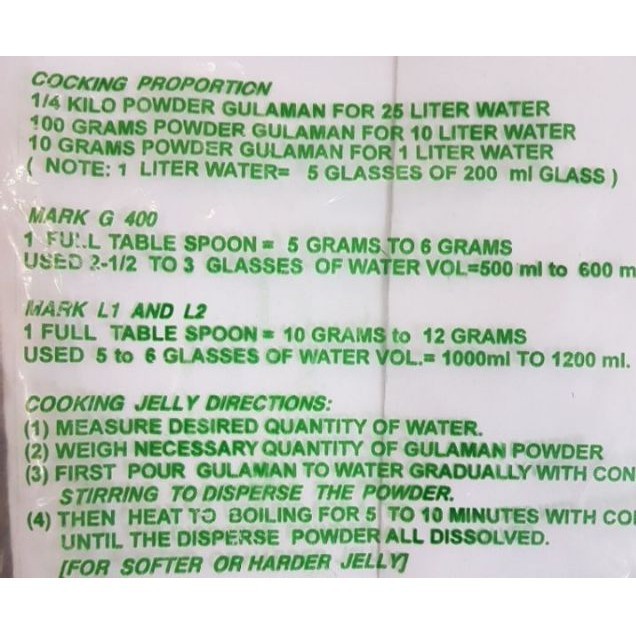 COCKING PROPORTION
1/4 KILO POWDER GULAMAN FOR 25 LITER WATER
100 GRAMS POWDER GULAMAN FOR 10 LITER WATER
10 GRAMS POWDER GULAMAN FOR 1 LITER WATER
( NOTE: 1 LITER WATER= 5 GLASSES OF 200 ml GLASS )
MARK G 400
1 FULL TABLE SPOON = 5 GRAMS TO 6 GRAMS
USED 2-1/2 TO 3 GLASSES OF WATER VOL=500 ml to 600 m
MARK L1 AND L2
1 FULL TABLE SPOON = 10 GRAMS to 12 GRAMS
USED 5 to 6 GLASSES OF WATER VOL.= 1000ml TO 1200 ml.
COOKING JELLY DIRECTIONS:
(1) MEASURE DESIRED QUANTITY OF WATER.
(2) WEIGH NECESSARY QUANTITY OF GULAMAN POWDER
(3) FIRST POUR GULAMAN TO WATER GRADUALLY WITH CON
STIRRING TO DISPERSE THE POWDER.
(4) THEN HEAT TO BOILING FOR 5 TO 10 MINUTES WITH CO
UNTIL THE DISPERSE POWDER ALL DISSOLVED.
[FOR SOFTER OR HARDER JELLY]